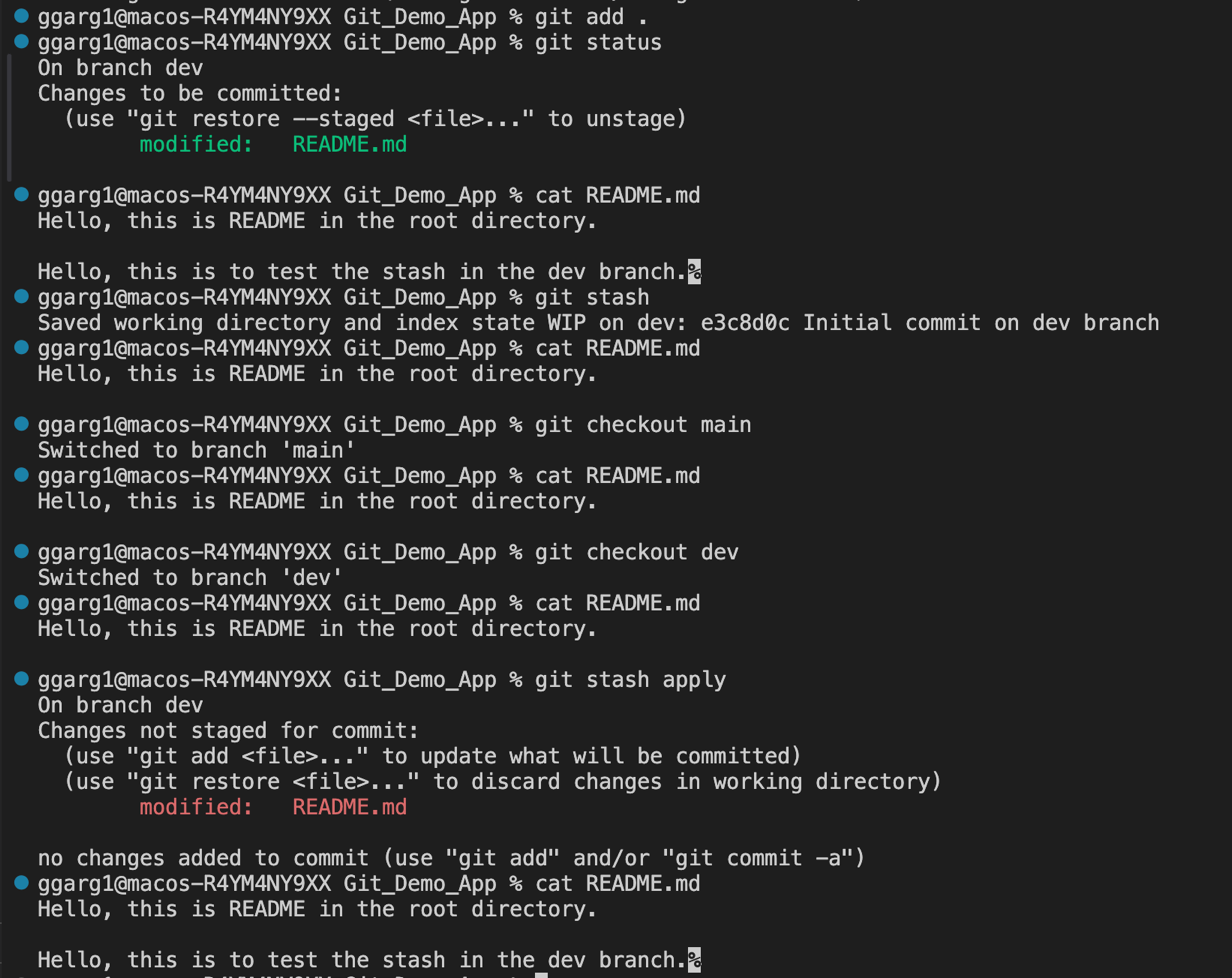 ggarg1@macos-R4YM4NY9XX Git_Demo_App % git add .
ggarg1@macos-R4YM4NY9XX Git_Demo_App % git status
On branch dev
Changes to be committed:
  (use "git restore --staged <file>..." to unstage)
        modified:   README.md
ggarg1@macos-R4YM4NY9XX Git_Demo_App % cat README.md
Hello, this is README in the root directory.
Hello, this is to test the stash in the dev branch.%
ggarg1@macos-R4YM4NY9XX Git_Demo_App % git stash
Saved working directory and index state WIP on dev: e3c8d0c Initial commit on dev branch
ggarg1@macos-R4YM4NY9XX Git_Demo_App % cat README.md
Hello, this is README in the root directory.
ggarg1@macos-R4YM4NY9XX Git_Demo_App % git checkout main
Switched to branch 'main'
ggarg1@macos-R4YM4NY9XX Git_Demo_App % cat README.md
Hello, this is README in the root directory.
ggarg1@macos-R4YM4NY9XX Git_Demo_App % git checkout dev
Switched to branch 'dev'
ggarg1@macos-R4YM4NY9XX Git_Demo_App % cat README.md
Hello, this is README in the root directory.
ggarg1@macos-R4YM4NY9XX Git_Demo_App % git stash apply
On branch dev
Changes not staged for commit:
  (use "git add <file>..." to update what will be committed)
  (use "git restore <file>..." to discard changes in working directory)
        modified:   README.md
no changes added to commit (use "git add" and/or "git commit -a")
ggarg1@macos-R4YM4NY9XX Git_Demo_App % cat README.md
Hello, this is README in the root directory.
Hello, this is to test the stash in the dev branch.%